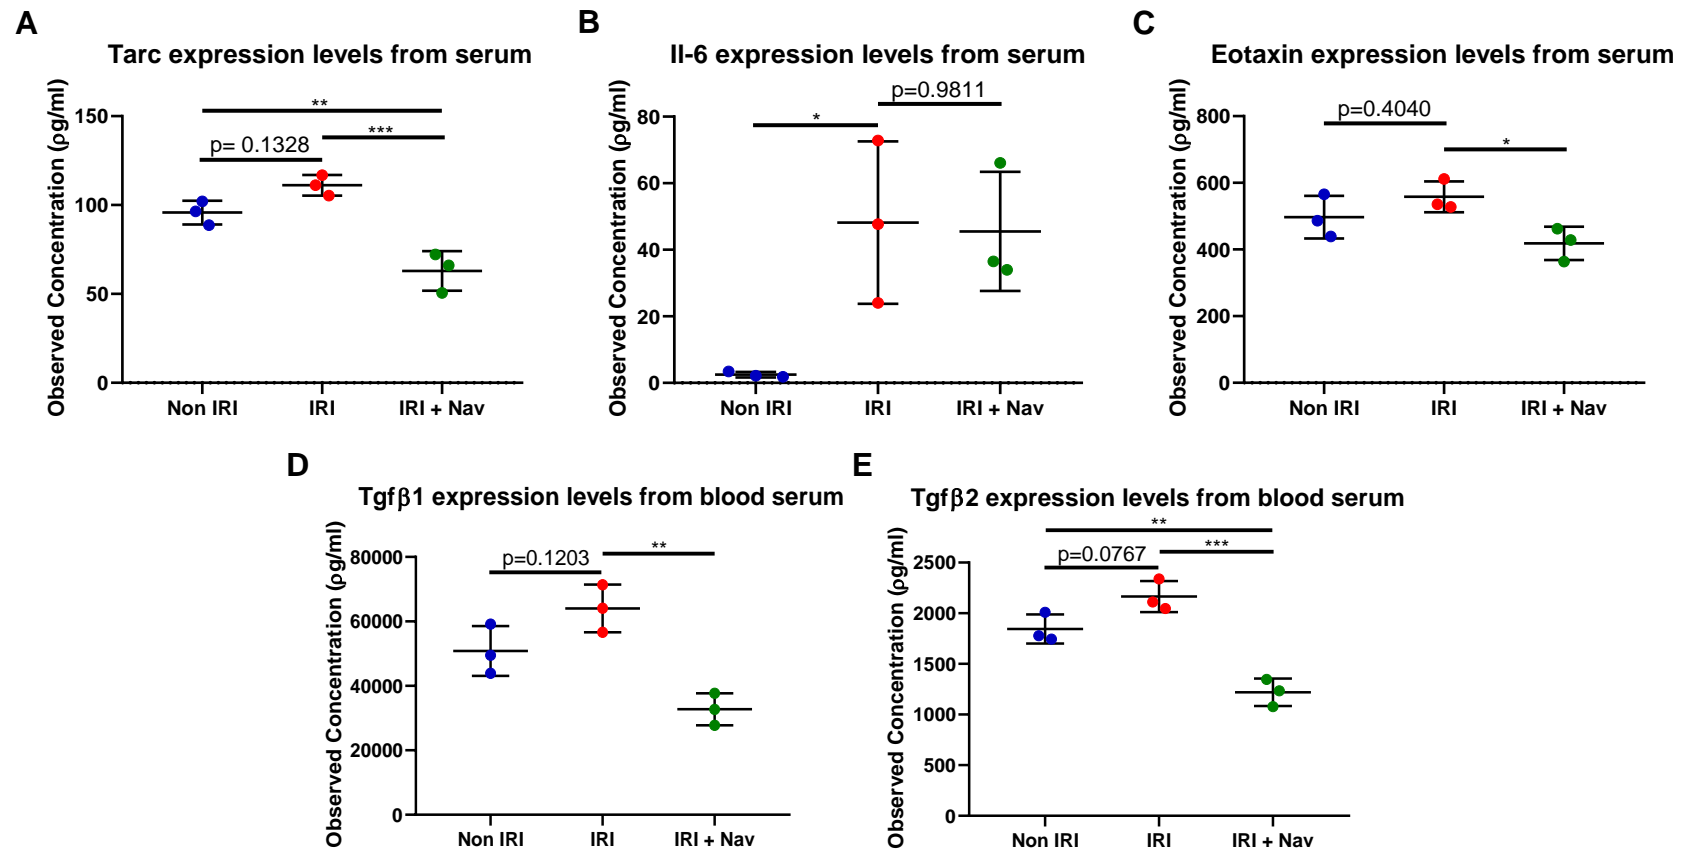 A
Tarc expression levels from serum
Observed Concentration (ρg/ml)
150
100
50
0
**
***
p= 0.1328
Non IRI
IRI
IRI + Nav
B
Il-6 expression levels from serum
Observed Concentration (ρg/ml)
80
60
40
20
0
p=0.9811
*
Non IRI
IRI
IRI + Nav
C
Eotaxin expression levels from serum
Observed Concentration (ρg/ml)
800
600
400
200
0
p=0.4040
*
Non IRI
IRI
IRI + Nav
D
Tgfβ1 expression levels from blood serum
Observed Concentration (ρg/ml)
80000
60000
40000
20000
0
p=0.1203
**
Non IRI
IRI
IRI + Nav
E
Tgfβ2 expression levels from blood serum
Observed Concentration (ρg/ml)
2500
2000
1500
1000
500
0
**
p=0.0767
***
Non IRI
IRI
IRI + Nav